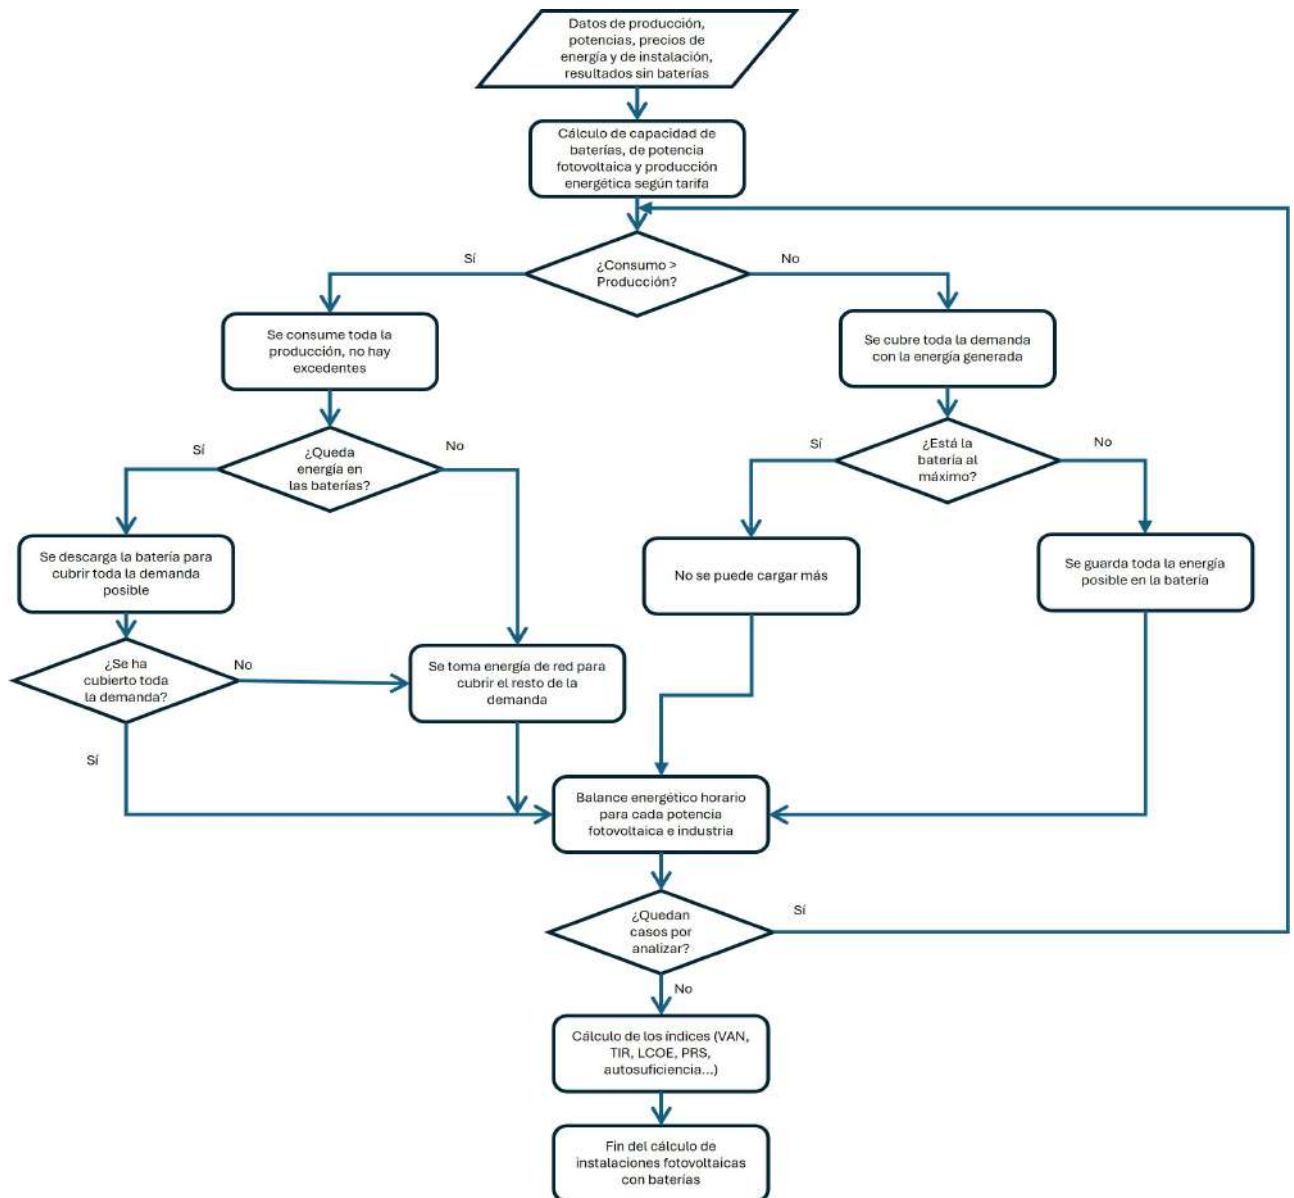 Datos de producción,
potencias, precios de
energía y de instalación,
resultados sin baterías
Cálculo de capacidad de
baterías, de potencia
fotovoltaica y producción
energética según tarifa
Sí
¿Consumo >
Producción?
No
Se consume toda la
producción, no hay
excedentes
Se cubre toda la demanda
con la energía generada
Sí
¿Queda
energía en
las baterías?
No
Sí
¿Está la
batería al
máximo?
No
Se descarga la batería para
cubrir toda la demanda
posible
No se puede cargar más
Se guarda toda la energía
posible en la batería
¿Se ha
cubierto toda
la demanda?
No
Se toma energía de red para
cubrir el resto de la
demanda
Sí
Balance energético horario
para cada potencia
fotovoltaica e industria
¿Quedan
casos por
analizar?
Sí
No
Cálculo de los índices (VAN,
TIR, LCOE, PRS,
autosuficiencia...)
Fin del cálculo de
instalaciones fotovoltaicas
con baterías